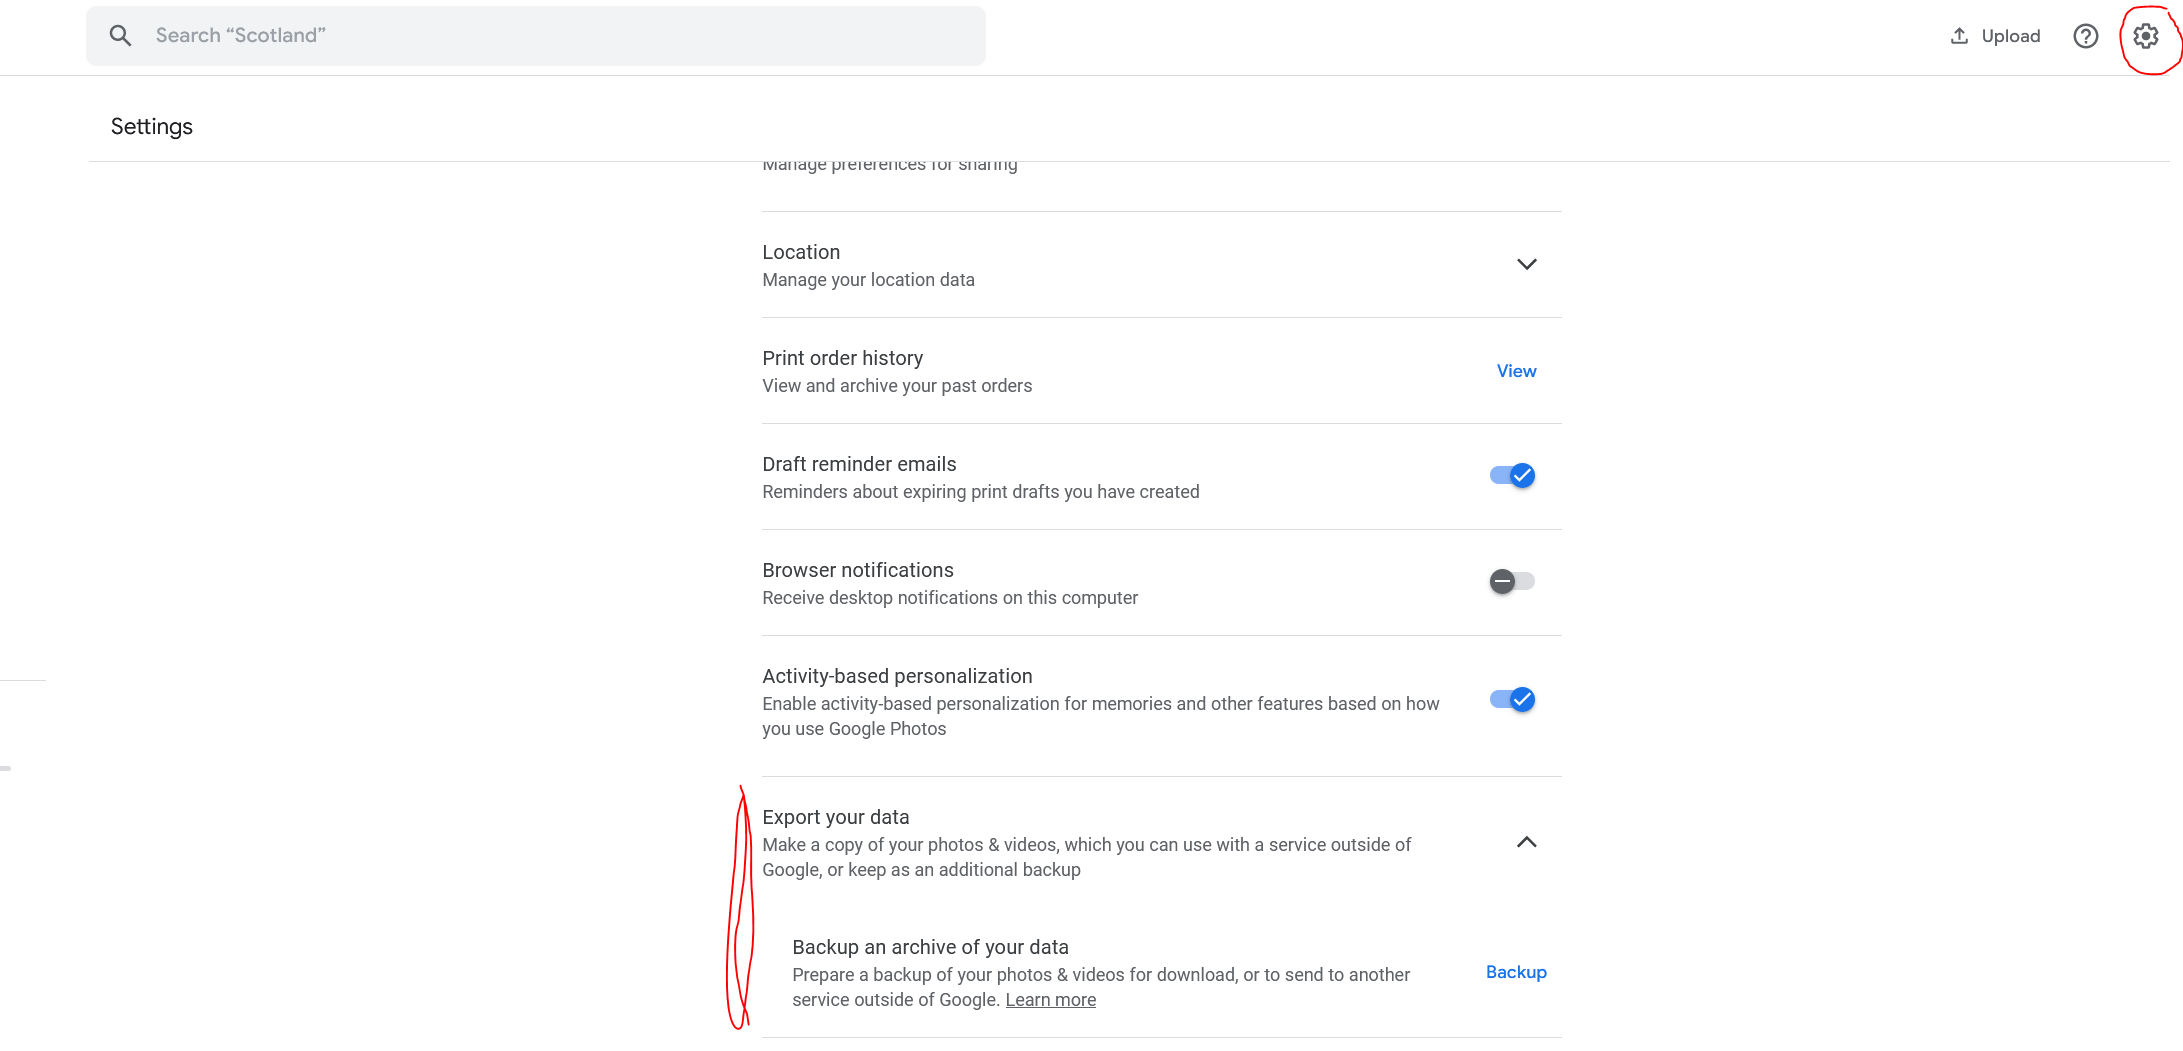 Search “Scotland”
Upload
Settings
Manage preferences for sharing
Location
Manage your location data
Print order history
View and archive your past orders
View
Draft reminder emails
Reminders about expiring print drafts you have created
Browser notifications
Receive desktop notifications on this computer
Activity-based personalization
Enable activity-based personalization for memories and other features based on how
you use Google Photos
Export your data
Make a copy of your photos & videos, which you can use with a service outside of
Google, or keep as an additional backup
Backup an archive of your data
Prepare a backup of your photos & videos for download, or to send to another
service outside of Google. Learn more
Backup